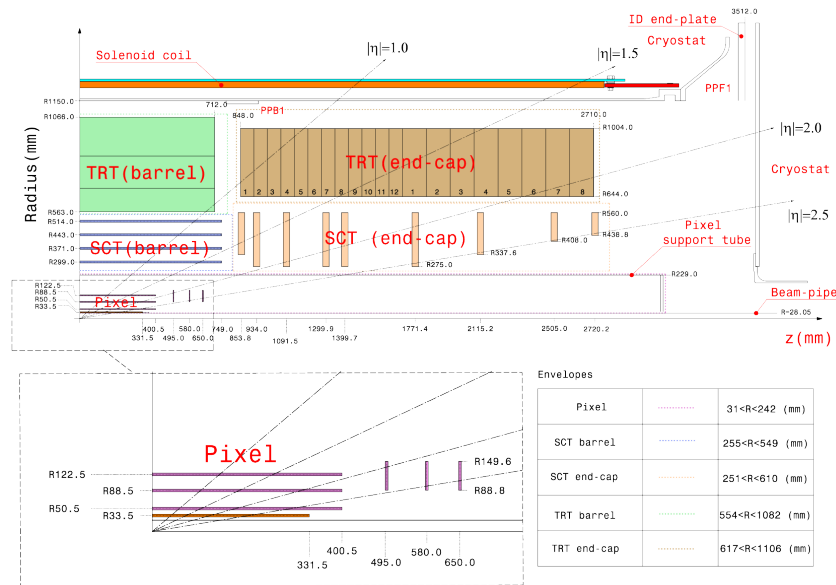 3512.0
ID end-plate
Cryostat
|η|=1.0
|η|=1.5
Solenoid coil
PPF1
R1150.0
712.0
PPB1
848.0
2710.0
R1066.0
R1004.0
|η|=2.0
TRT(barrel)
TRT(end-cap)
Radius(mm)
Cryostat
1 2 3 4 5 6 7 8 9 10 11 12 1 2 3 4 5 6 7 8
R644.0
R563.0
R560.0
R514.0
|η|=2.5
R443.0
SCT(barrel)
SCT (end-cap)
R438.8
R408.0
Pixel
support tube
R371.0
R337.6
R299.0
R275.0
R229.0
R122.5
R88.5
Pixel
R50.5
R33.5
Beam-pipe
R=28.05
400.5 580.0 749.0 934.0 1299.9 1771.4 2115.2 2505.0 2720.2
z(mm)
331.5 495.0 650.0 853.8 1091.5 1399.7
Envelopes
Pixel 31<R<242 (mm)
SCT barrel 255<R<549 (mm)
SCT end-cap 251<R<610 (mm)
TRT barrel 554<R<1082 (mm)
TRT end-cap 617<R<1106 (mm)
Pixel
R149.6
R122.5
R88.5
R88.8
R50.5
R33.5
400.5 580.0
331.5 495.0 650.0